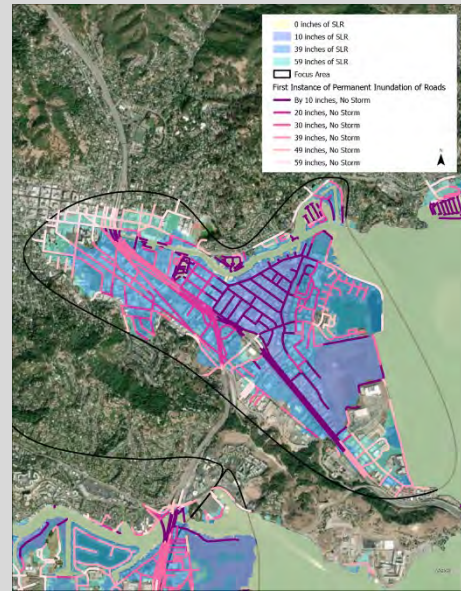 0 inches of SLR
10 inches of SLR
39 inches of SLR
59 inches of SLR
Focus Area
First Instance of Permanent Inundation of Roads
By 10 inches, No Storm
20 inches, No Storm
30 inches, No Storm
39 inches, No Storm
49 inches, No Storm
59 inches, No Storm
N